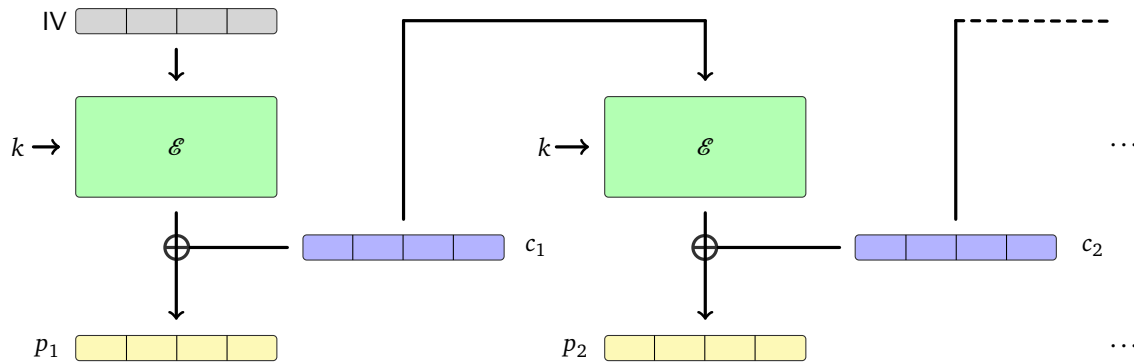 IV
k ℰ k ℰ ...
c₁ c₂
p₁ p₂ ...